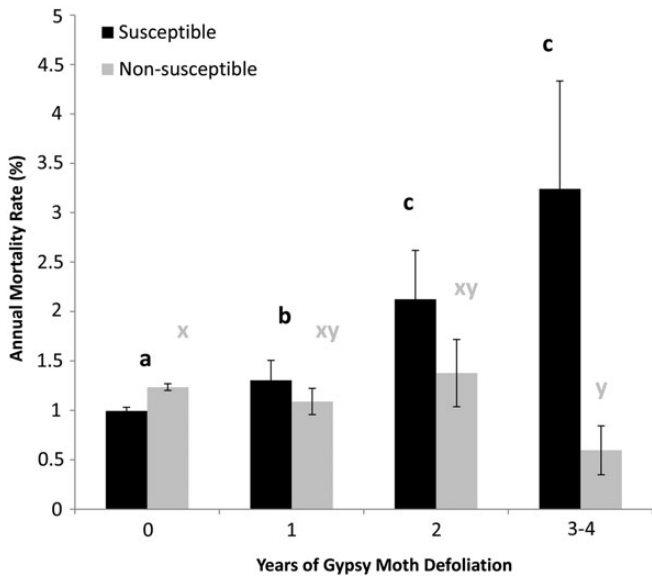 Susceptible
Non-susceptible
Annual Mortality Rate (%)
5
4.5
4
3.5
3
2.5
2
1.5
1
0.5
0
a
x
b
xy
c
xy
c
y
0
1
2
3-4
Years of Gypsy Moth Defoliation